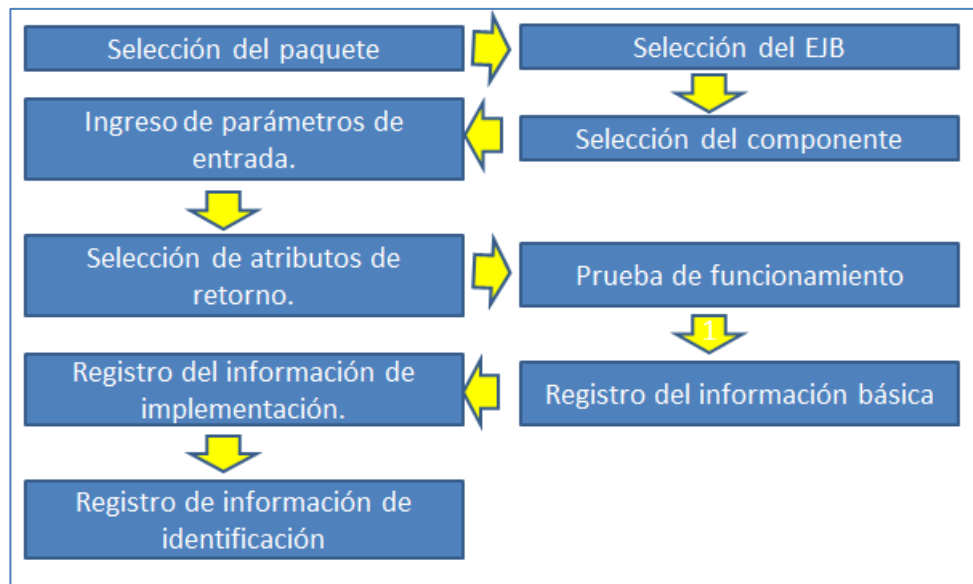 Selección del paquete
Selección del EJB
Ingreso de parámetros de
entrada.
Selección del componente
Selección de atributos de
retorno.
Prueba de funcionamiento
1
Registro del información de
implementación.
Registro del información básica
Registro de información de
identificación